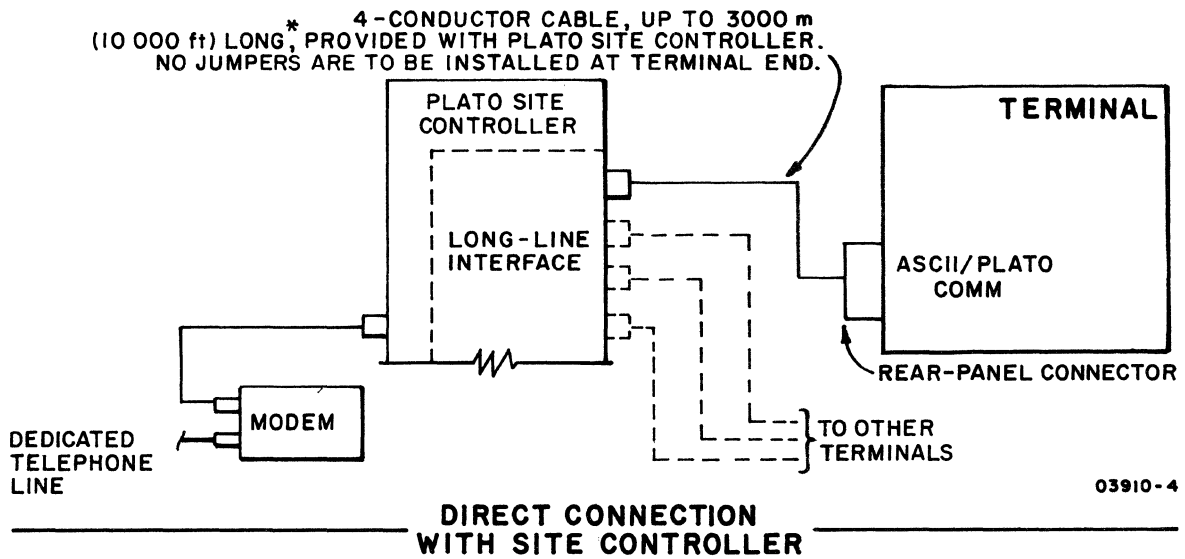 4-CONDUCTOR CABLE, UP TO 3000 m
(10 000 ft) LONG*, PROVIDED WITH PLATO SITE CONTROLLER.
NO JUMPERS ARE TO BE INSTALLED AT TERMINAL END.
PLATO SITE
CONTROLLER
TERMINAL
LONG-LINE
INTERFACE
ASCII/PLATO
COMM
REAR-PANEL CONNECTOR
MODEM
DEDICATED
TELEPHONE
LINE
TO OTHER
TERMINALS
03910-4
DIRECT CONNECTION
WITH SITE CONTROLLER